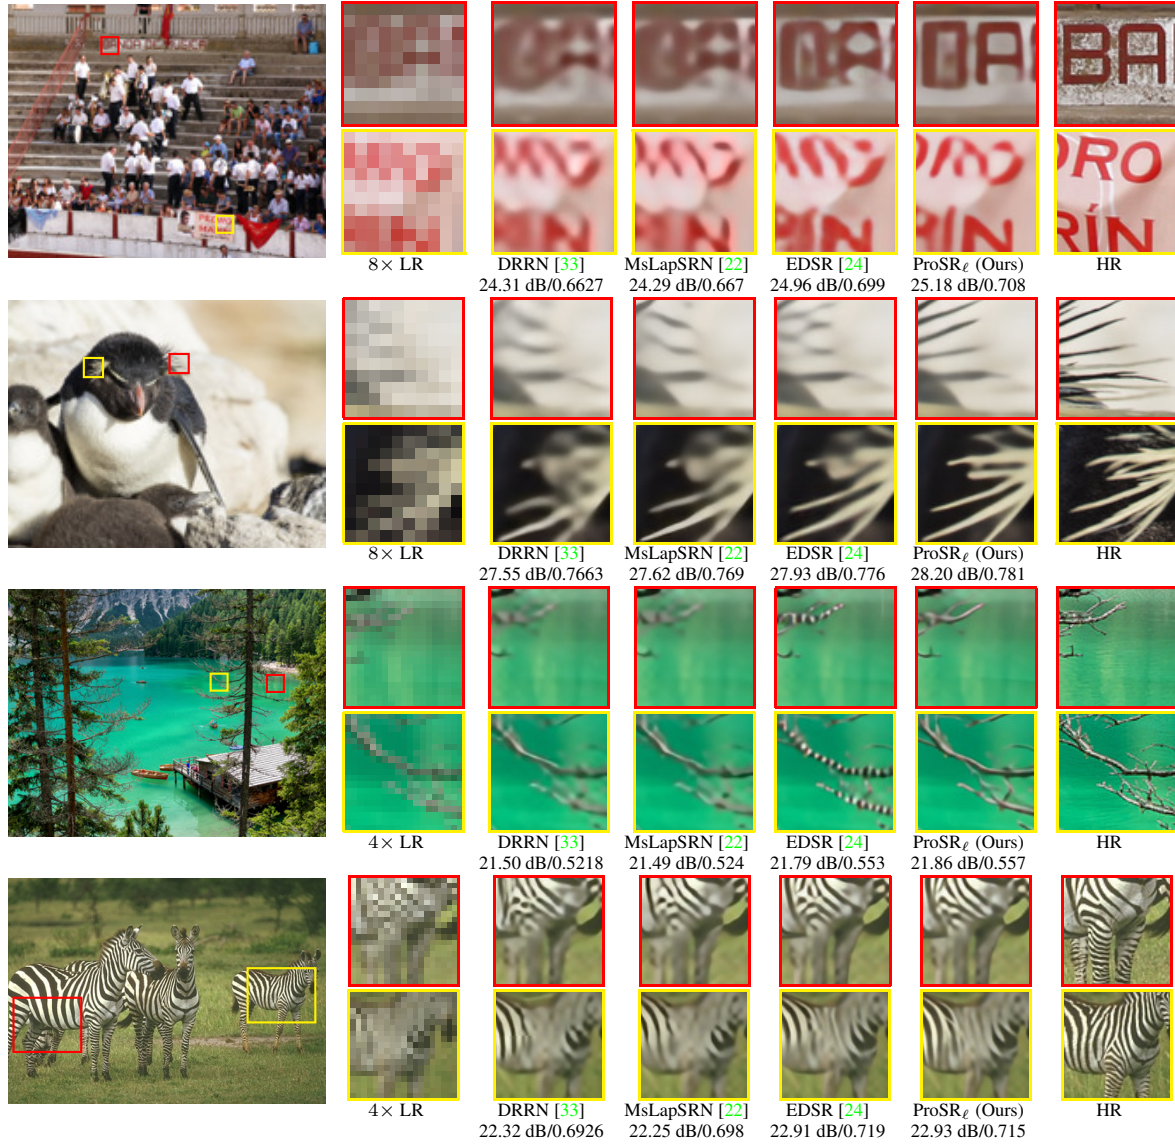 BA
ORO
RÍN
8× LR
DRRN [33]
24.31 dB/0.6627
MsLapSRN [22]
24.29 dB/0.667
EDSR [24]
24.96 dB/0.699
ProSRℓ (Ours)
25.18 dB/0.708
HR
8× LR
DRRN [33]
27.55 dB/0.7663
MsLapSRN [22]
27.62 dB/0.769
EDSR [24]
27.93 dB/0.776
ProSRℓ (Ours)
28.20 dB/0.781
HR
4× LR
DRRN [33]
21.50 dB/0.5218
MsLapSRN [22]
21.49 dB/0.524
EDSR [24]
21.79 dB/0.553
ProSRℓ (Ours)
21.86 dB/0.557
HR
4× LR
DRRN [33]
22.32 dB/0.6926
MsLapSRN [22]
22.25 dB/0.698
EDSR [24]
22.91 dB/0.719
ProSRℓ (Ours)
22.93 dB/0.715
HR